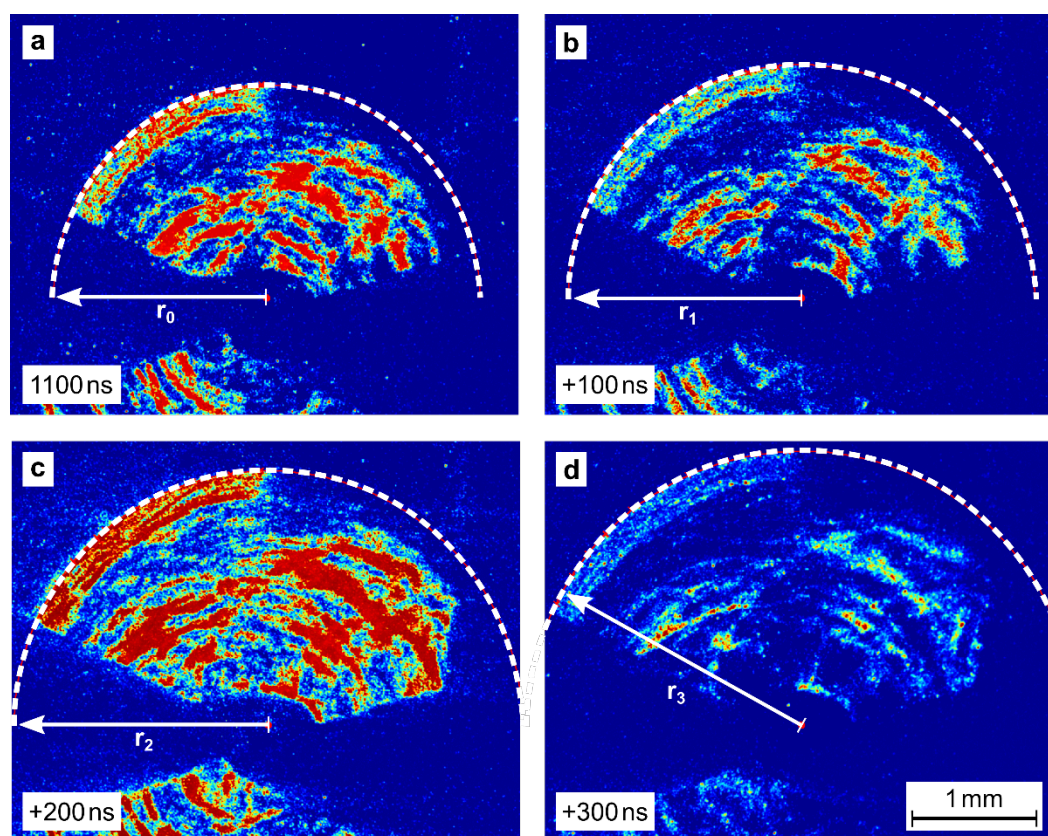 a
r₀
1100 ns
b
r₁
+100 ns
c
r₂
+200 ns
d
r₃
+300 ns
1 mm